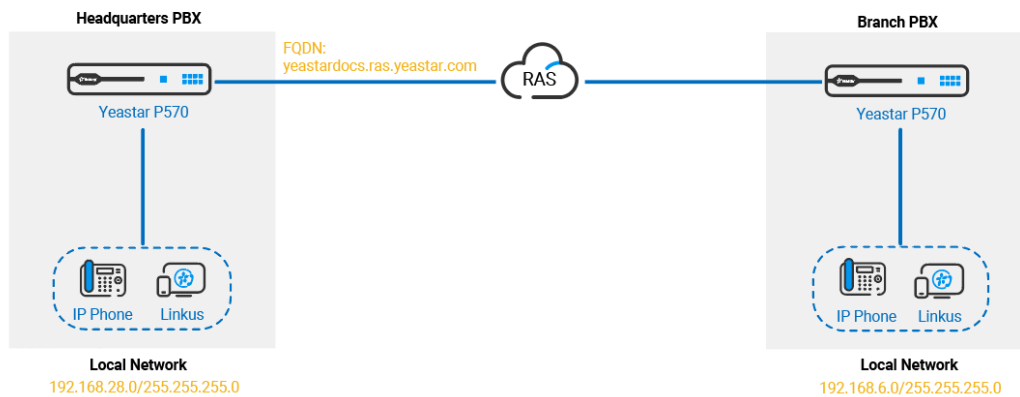 Headquarters PBX
Branch PBX
FQDN:
yeastardocs.ras.yeastar.com
RAS
Yeastar P570
Yeastar P570
IP Phone
Linkus
IP Phone
Linkus
Local Network
192.168.28.0/255.255.255.0
Local Network
192.168.6.0/255.255.255.0